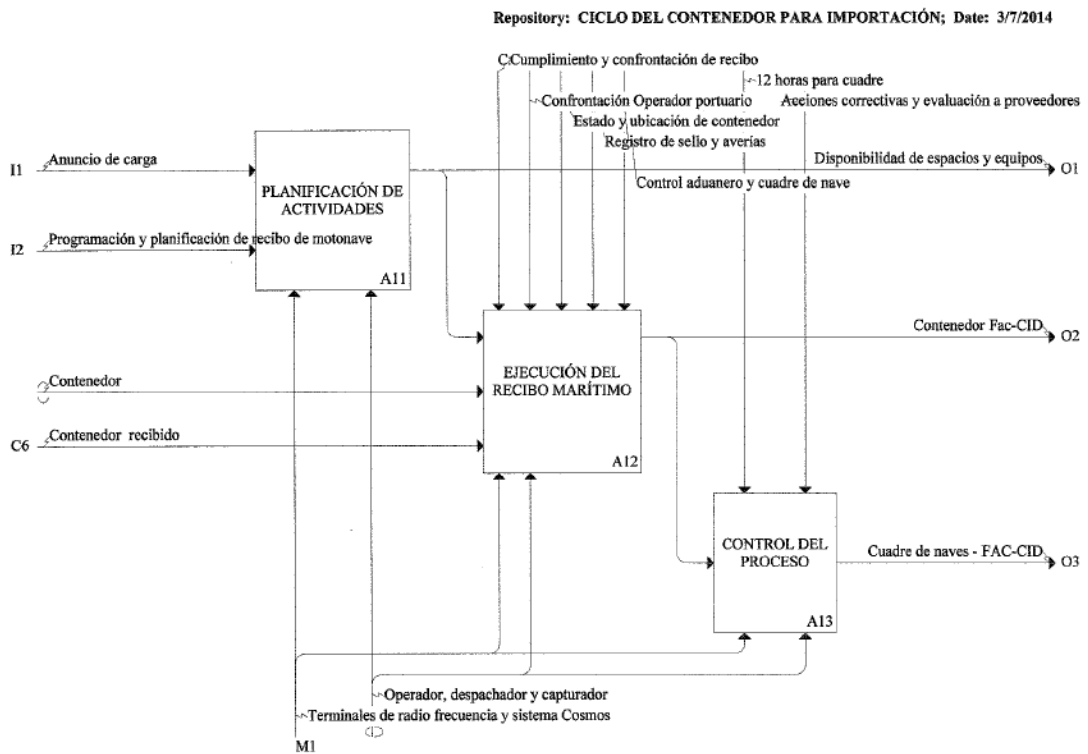 Repository: CICLO DEL CONTENEDOR PARA IMPORTACIÓN; Date: 3/7/2014
C:Cumplimiento y confrontación de recibo
12 horas para cuadre
Confrontación Operador portuario
Acciones correctivas y evaluación a proveedores
Estado y ubicación de contenedor
Registro de sello y averías
Control aduanero y cuadre de nave
I1
Anuncio de carga
PLANIFICACIÓN DE
ACTIVIDADES
A11
Disponibilidad de espacios y equipos
O1
I2
Programación y planificación de recibo de motonave
Contenedor Fac-CID
O2
EJECUCIÓN DEL
RECIBO MARÍTIMO
A12
Contenedor
C6
Contenedor recibido
CONTROL DEL
PROCESO
A13
Cuadre de naves - FAC-CID
O3
Operador, despachador y capturador
Terminales de radio frecuencia y sistema Cosmos
M1